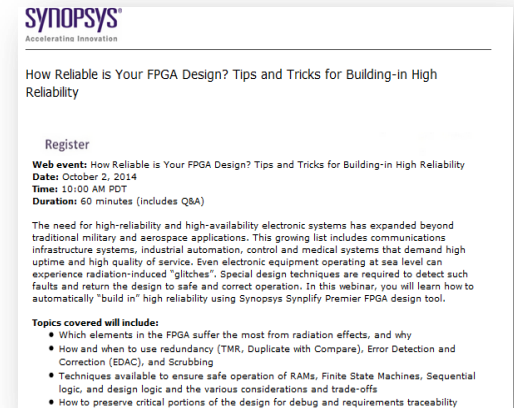 SYNOPSYS®
Accelerating Innovation
How Reliable is Your FPGA Design? Tips and Tricks for Building-in High
Reliability
Register
Web event: How Reliable is Your FPGA Design? Tips and Tricks for Building-in High Reliability
Date: October 2, 2014
Time: 10:00 AM PDT
Duration: 60 minutes (includes Q&A)
The need for high-reliability and high-availability electronic systems has expanded beyond
traditional military and aerospace applications. This growing list includes communications
infrastructure systems, industrial automation, control and medical systems that demand high
uptime and high quality of service. Even electronic equipment operating at sea level can
experience radiation-induced “glitches”. Special design techniques are required to detect such
faults and return the design to safe and correct operation. In this webinar, you will learn how to
automatically “build in” high reliability using Synopsys Synplify Premier FPGA design tool.
Topics covered will include:
• Which elements in the FPGA suffer the most from radiation effects, and why
• How and when to use redundancy (TMR, Duplicate with Compare), Error Detection and
Correction (EDAC), and Scrubbing
• Techniques available to ensure safe operation of RAMs, Finite State Machines, Sequential
logic, and design logic and the various considerations and trade-offs
• How to preserve critical portions of the design for debug and requirements traceability